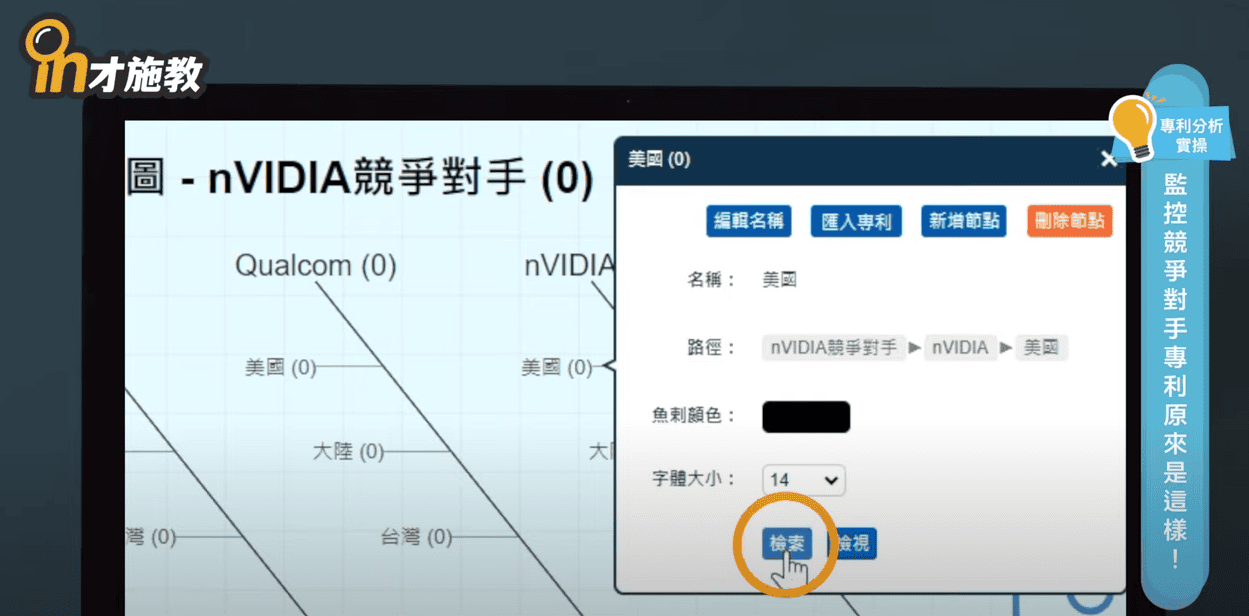 in才施教
專利分析
實操
監控競爭對手專利原來是這樣！
圖 - nVIDIA競爭對手 (0)
Qualcom (0)
nVIDIA
美國 (0)
美國 (0)
大陸 (0)
大
灣 (0)
台灣 (0)
美國 (0)
×
編輯名稱
匯入專利
新增節點
刪除節點
名稱：
美國
路徑：
nVIDIA競爭對手 ▶ nVIDIA ▶ 美國
魚刺顏色：
字體大小：
14
檢索
檢視